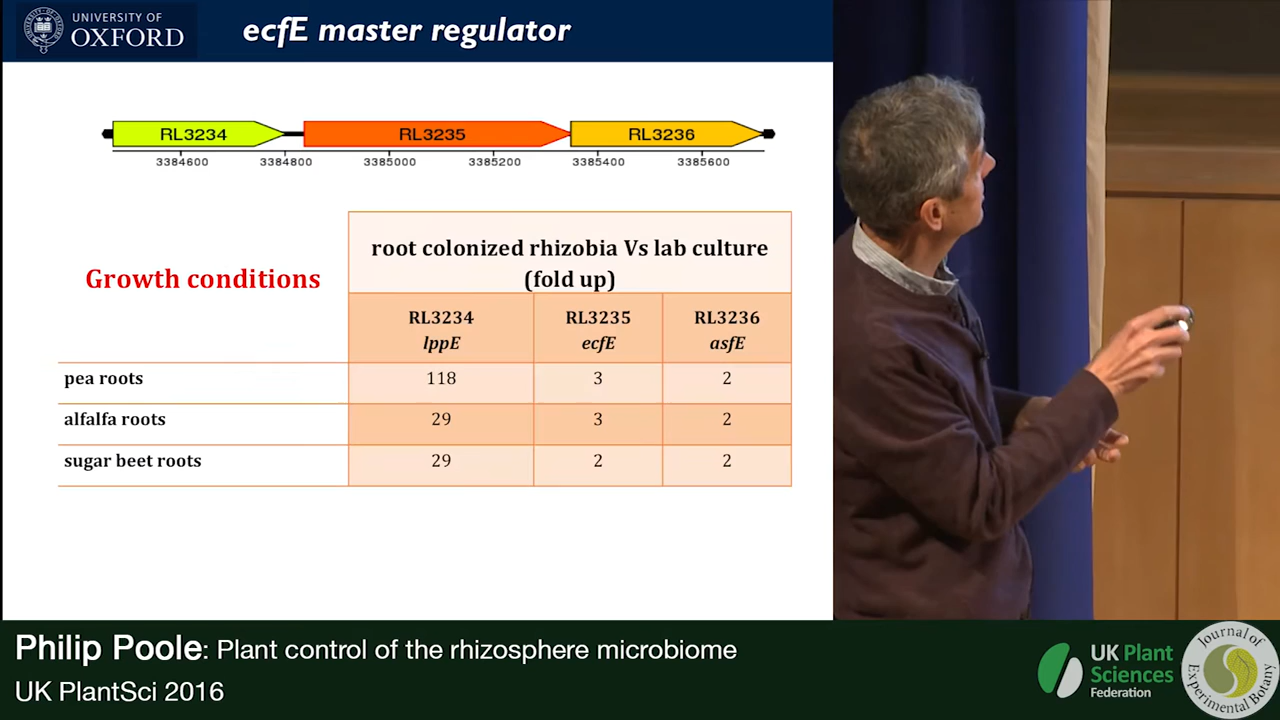 UNIVERSITY OF
OXFORD
ecfE master regulator
RL3234
RL3235
RL3236
3384600
3384800
3385000
3385200
3385400
3385600
Growth conditions
root colonized rhizobia Vs lab culture
(fold up)
RL3234
lppE
RL3235
ecfE
RL3236
asfE
pea roots
118
3
2
alfalfa roots
29
3
2
sugar beet roots
29
2
2
Philip Poole: Plant control of the rhizosphere microbiome
UK PlantSci 2016
UK Plant
Sciences
Federation
Journal of
Experimental Botany